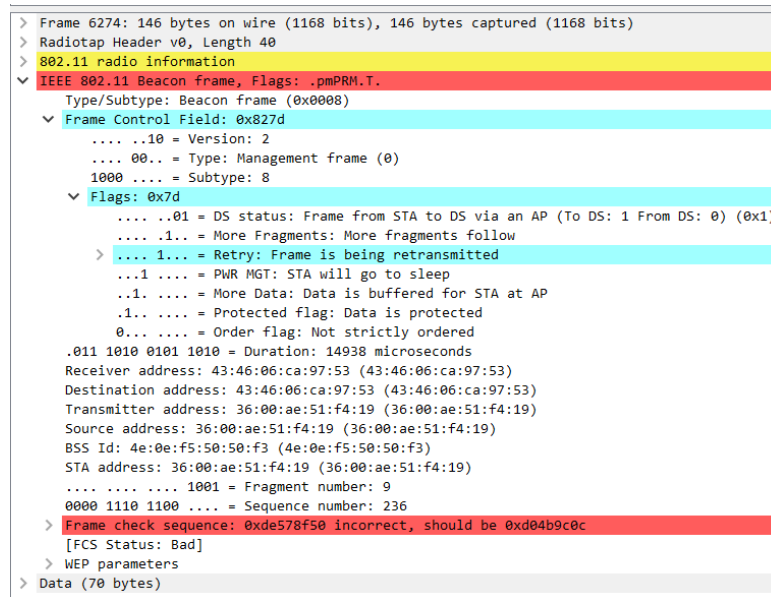 Frame 6274: 146 bytes on wire (1168 bits), 146 bytes captured (1168 bits)
Radiotap Header v0, Length 40
802.11 radio information
IEEE 802.11 Beacon frame, Flags: .pmPRM.T.
Type/Subtype: Beacon frame (0x0008)
Frame Control Field: 0x827d
.... ..10 = Version: 2
.... 00.. = Type: Management frame (0)
1000 .... = Subtype: 8
Flags: 0x7d
.... ..01 = DS status: Frame from STA to DS via an AP (To DS: 1 From DS: 0) (0x1)
.... .1.. = More Fragments: More fragments follow
.... 1... = Retry: Frame is being retransmitted
...1 .... = PWR MGT: STA will go to sleep
..1. .... = More Data: Data is buffered for STA at AP
.1.. .... = Protected flag: Data is protected
0... .... = Order flag: Not strictly ordered
.011 1010 0101 1010 = Duration: 14938 microseconds
Receiver address: 43:46:06:ca:97:53 (43:46:06:ca:97:53)
Destination address: 43:46:06:ca:97:53 (43:46:06:ca:97:53)
Transmitter address: 36:00:ae:51:f4:19 (36:00:ae:51:f4:19)
Source address: 36:00:ae:51:f4:19 (36:00:ae:51:f4:19)
BSS Id: 4e:0e:f5:50:50:f3 (4e:0e:f5:50:50:f3)
STA address: 36:00:ae:51:f4:19 (36:00:ae:51:f4:19)
.... .... .... 1001 = Fragment number: 9
0000 1110 1100 .... = Sequence number: 236
Frame check sequence: 0xde578f50 incorrect, should be 0xd04b9c0c
[FCS Status: Bad]
WEP parameters
Data (70 bytes)